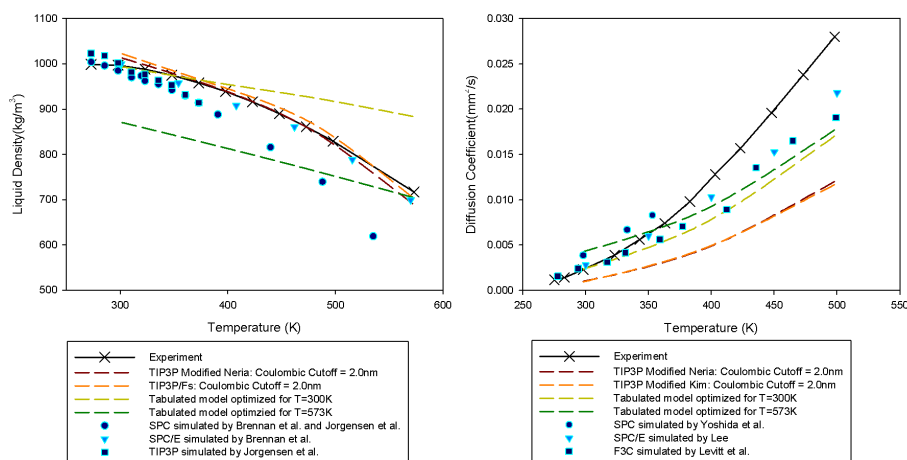 1100
1000
900
800
700
600
500
300
400
500
600
Liquid Density(kg/m3)
Temperature (K)
Experiment
TIP3P Modified Neria: Coulombic Cutoff = 2.0nm
TIP3P/Fs: Coulombic Cutoff = 2.0nm
Tabulated model optimzied for T=300K
Tabulated model optimized for T=573K
SPC simulated by Brennan et al. and Jorgensen et al.
SPC/E simulated by Brennan et al.
TIP3P simulated by Jorgensen et al.
0.030
0.025
0.020
0.015
0.010
0.005
0.000
250
300
350
400
450
500
550
Diffusion Coefficient(mm2/s)
Temperature (K)
Experiment
TIP3P Modified Neria: Coulombic Cutoff = 2.0nm
TIP3P Modified Kim: Coulombic Cutoff = 2.0nm
Tabulated model optimized for T=300K
Tabulated model optimized for T=573K
SPC simulated by Yoshida et al.
SPC/E simulated by Lee
F3C simulated by Levitt et al.